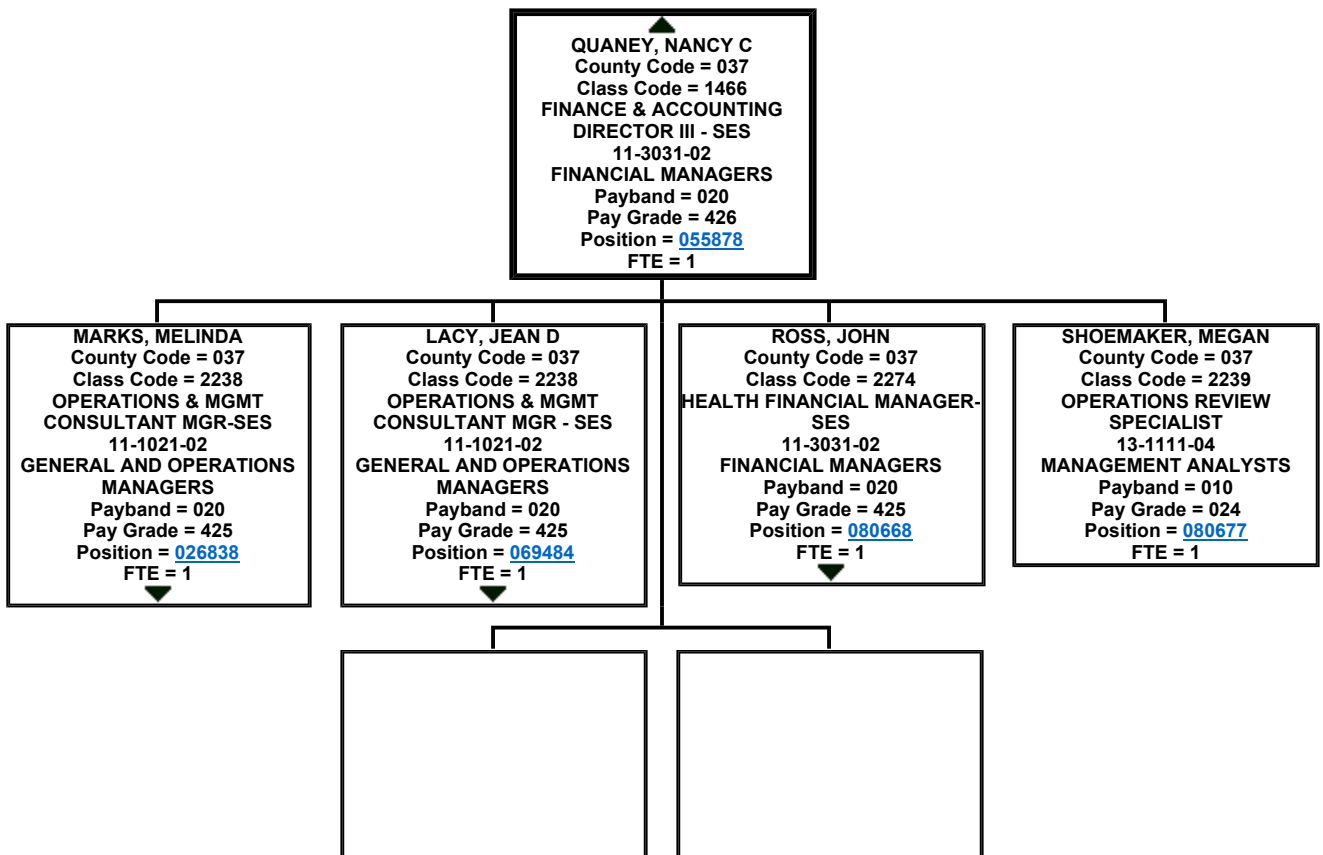 QUANEY, NANCY C
County Code = 037
Class Code = 1466
FINANCE & ACCOUNTING
DIRECTOR III - SES
11-3031-02
FINANCIAL MANAGERS
Payband = 020
Pay Grade = 426
Position = 055878
FTE = 1
MARKS, MELINDA
County Code = 037
Class Code = 2238
OPERATIONS & MGMT
CONSULTANT MGR-SES
11-1021-02
GENERAL AND OPERATIONS
MANAGERS
Payband = 020
Pay Grade = 425
Position = 026838
FTE = 1
LACY, JEAN D
County Code = 037
Class Code = 2238
OPERATIONS & MGMT
CONSULTANT MGR - SES
11-1021-02
GENERAL AND OPERATIONS
MANAGERS
Payband = 020
Pay Grade = 425
Position = 069484
FTE = 1
ROSS, JOHN
County Code = 037
Class Code = 2274
HEALTH FINANCIAL MANAGER-
SES
11-3031-02
FINANCIAL MANAGERS
Payband = 020
Pay Grade = 425
Position = 080668
FTE = 1
SHOEMAKER, MEGAN
County Code = 037
Class Code = 2239
OPERATIONS REVIEW
SPECIALIST
13-1111-04
MANAGEMENT ANALYSTS
Payband = 010
Pay Grade = 024
Position = 080677
FTE = 1